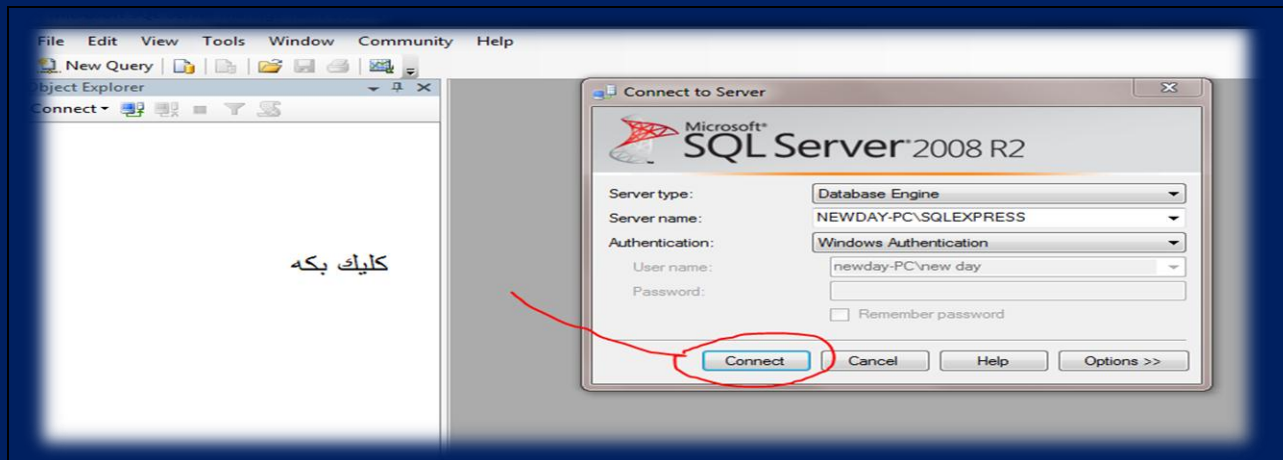 File Edit View Tools Window Community Help
New Query
Object Explorer
Connect
كليك بكه
Connect to Server
Microsoft®
SQL Server® 2008 R2
Server type: Database Engine
Server name: NEWDAY-PC\SQLEXPRESS
Authentication: Windows Authentication
User name: newday-PC\new day
Password:
Remember password
Connect Cancel Help Options >>